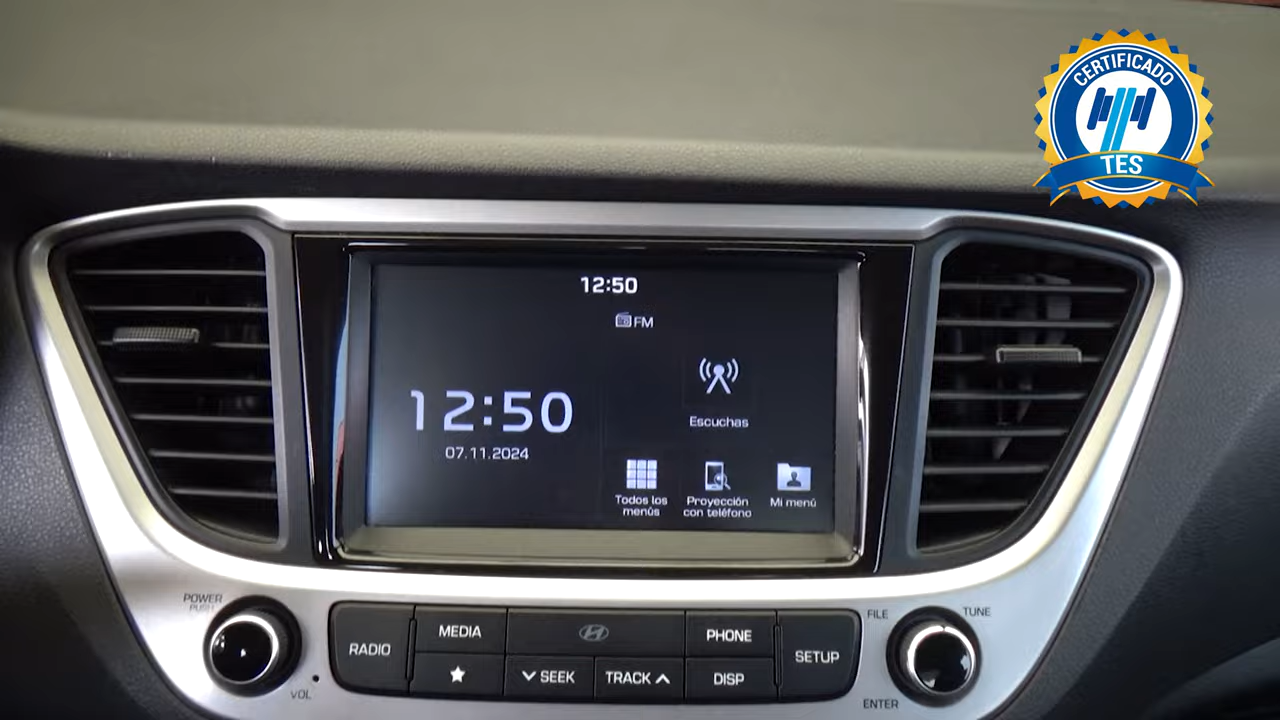 CERTIFICADO
TES
12:50
FM
12:50
07.11.2024
Escuchas
Todos los
menús
Proyección
con teléfono
Mi menú
POWER
PUSH
VOL
RADIO
MEDIA
PHONE
SETUP
SEEK
TRACK
DISP
FILE
TUNE
ENTER